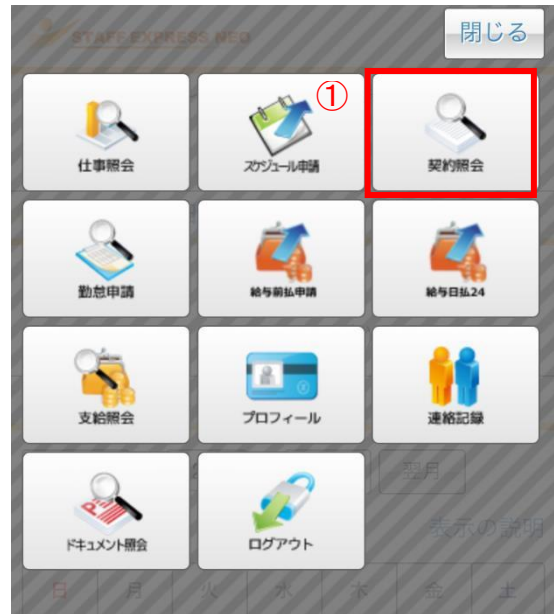 STAFF EXPRESS NEO
閉じる
①
仕事照会
スケジュール申請
契約照会
勤怠申請
給与前払申請
給与日払24
支給照会
プロフィール
連絡記録
翌月
ドキュメント照会
ログアウト
表示の説明
日 月 火 水 木 金 土